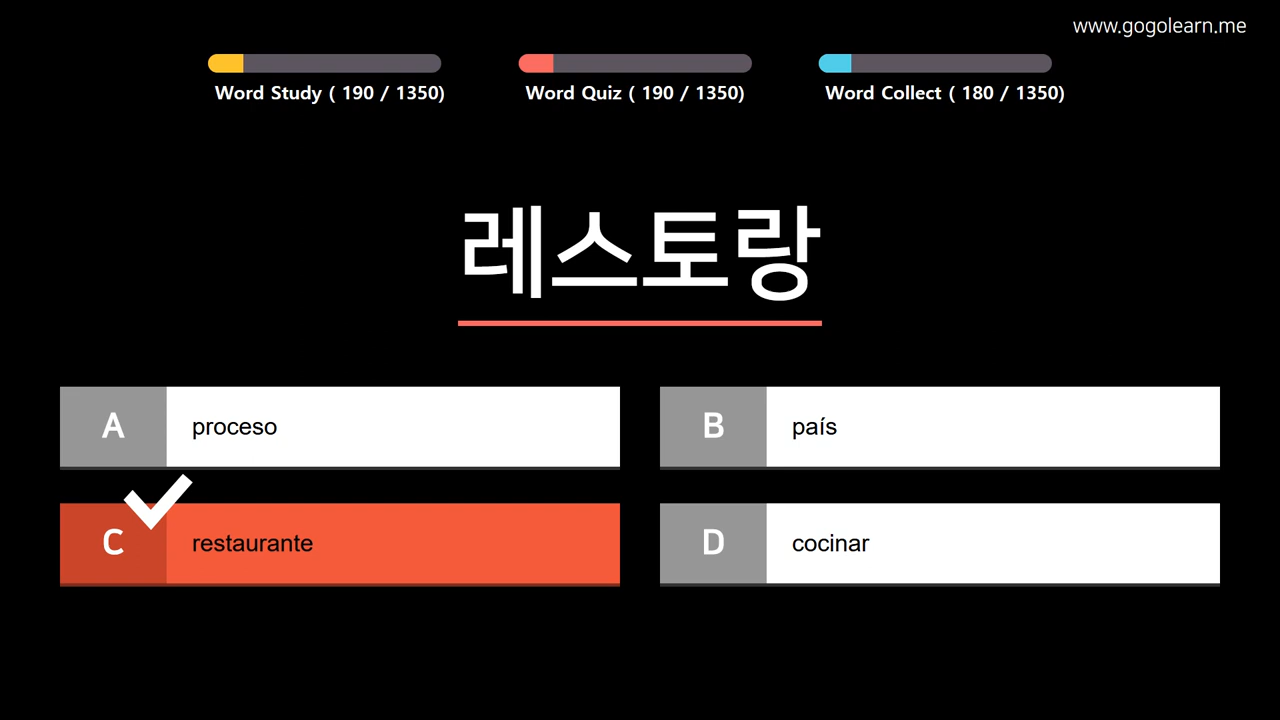 www.gogolearn.me
Word Study ( 190 / 1350)
Word Quiz ( 190 / 1350)
Word Collect ( 180 / 1350)
레스토랑
A proceso
B país
C restaurante
D cocinar